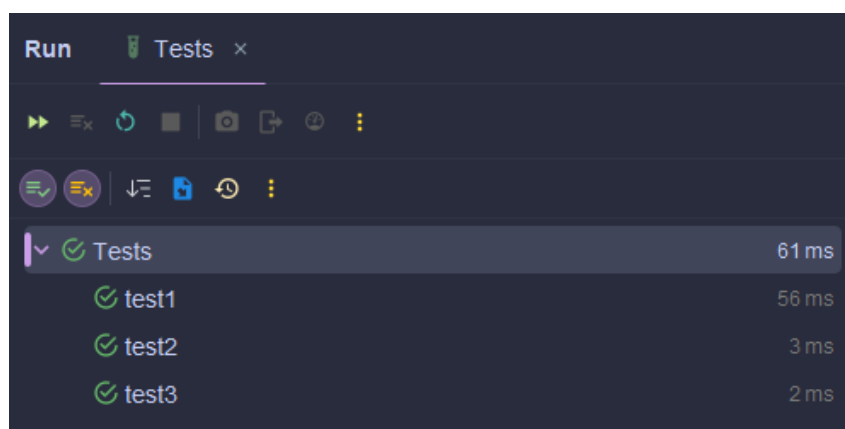 Run Tests ×
Tests 61 ms
test1 56 ms
test2 3 ms
test3 2 ms